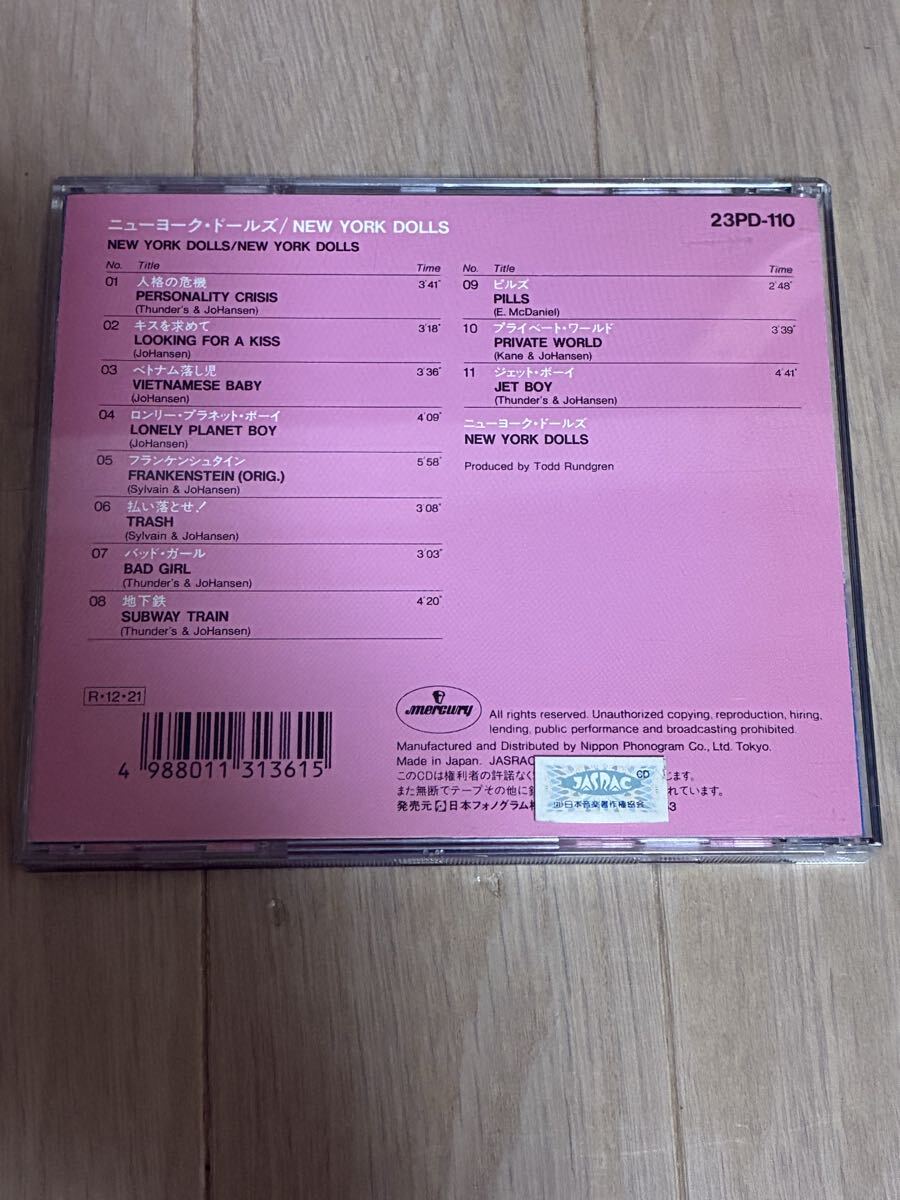 ニューヨーク・ドールズ/NEW YORK DOLLS
23PD-110
NEW YORK DOLLS/NEW YORK DOLLS
No. Title Time
01 人格の危機 3'41"
PERSONALITY CRISIS
(Thunder's & JoHansen)
02 キスを求めて 3'18"
LOOKING FOR A KISS
(JoHansen)
03 ベトナム落し児 3'36"
VIETNAMESE BABY
(JoHansen)
04 ロンリー・プラネット・ボーイ 4'09"
LONELY PLANET BOY
(JoHansen)
05 フランケンシュタイン 5'58"
FRANKENSTEIN (ORIG.)
(Sylvain & JoHansen)
06 払い落とせ! 3'08"
TRASH
(Sylvain & JoHansen)
07 バッド・ガール 3'03"
BAD GIRL
(Thunder's & JoHansen)
08 地下鉄 4'20"
SUBWAY TRAIN
(Thunder's & JoHansen)
No. Title Time
09 ピルズ 2'48"
PILLS
(E. McDaniel)
10 プライベート・ワールド 3'39"
PRIVATE WORLD
(Kane & JoHansen)
11 ジェット・ボーイ 4'41"
JET BOY
(Thunder's & JoHansen)
ニューヨーク・ドールズ
NEW YORK DOLLS
Produced by Todd Rundgren
R・12・21
4 988011 313615
mercury
All rights reserved. Unauthorized copying, reproduction, hiring,
lending, public performance and broadcasting prohibited.
Manufactured and Distributed by Nippon Phonogram Co., Ltd. Tokyo.
Made in Japan. JASRAC
このCDは権利者の許諾なく じます。
また無断でテープその他に れています。
発売元 日本フォノグラム 3
JASRAC CD
日本音楽著作権協会